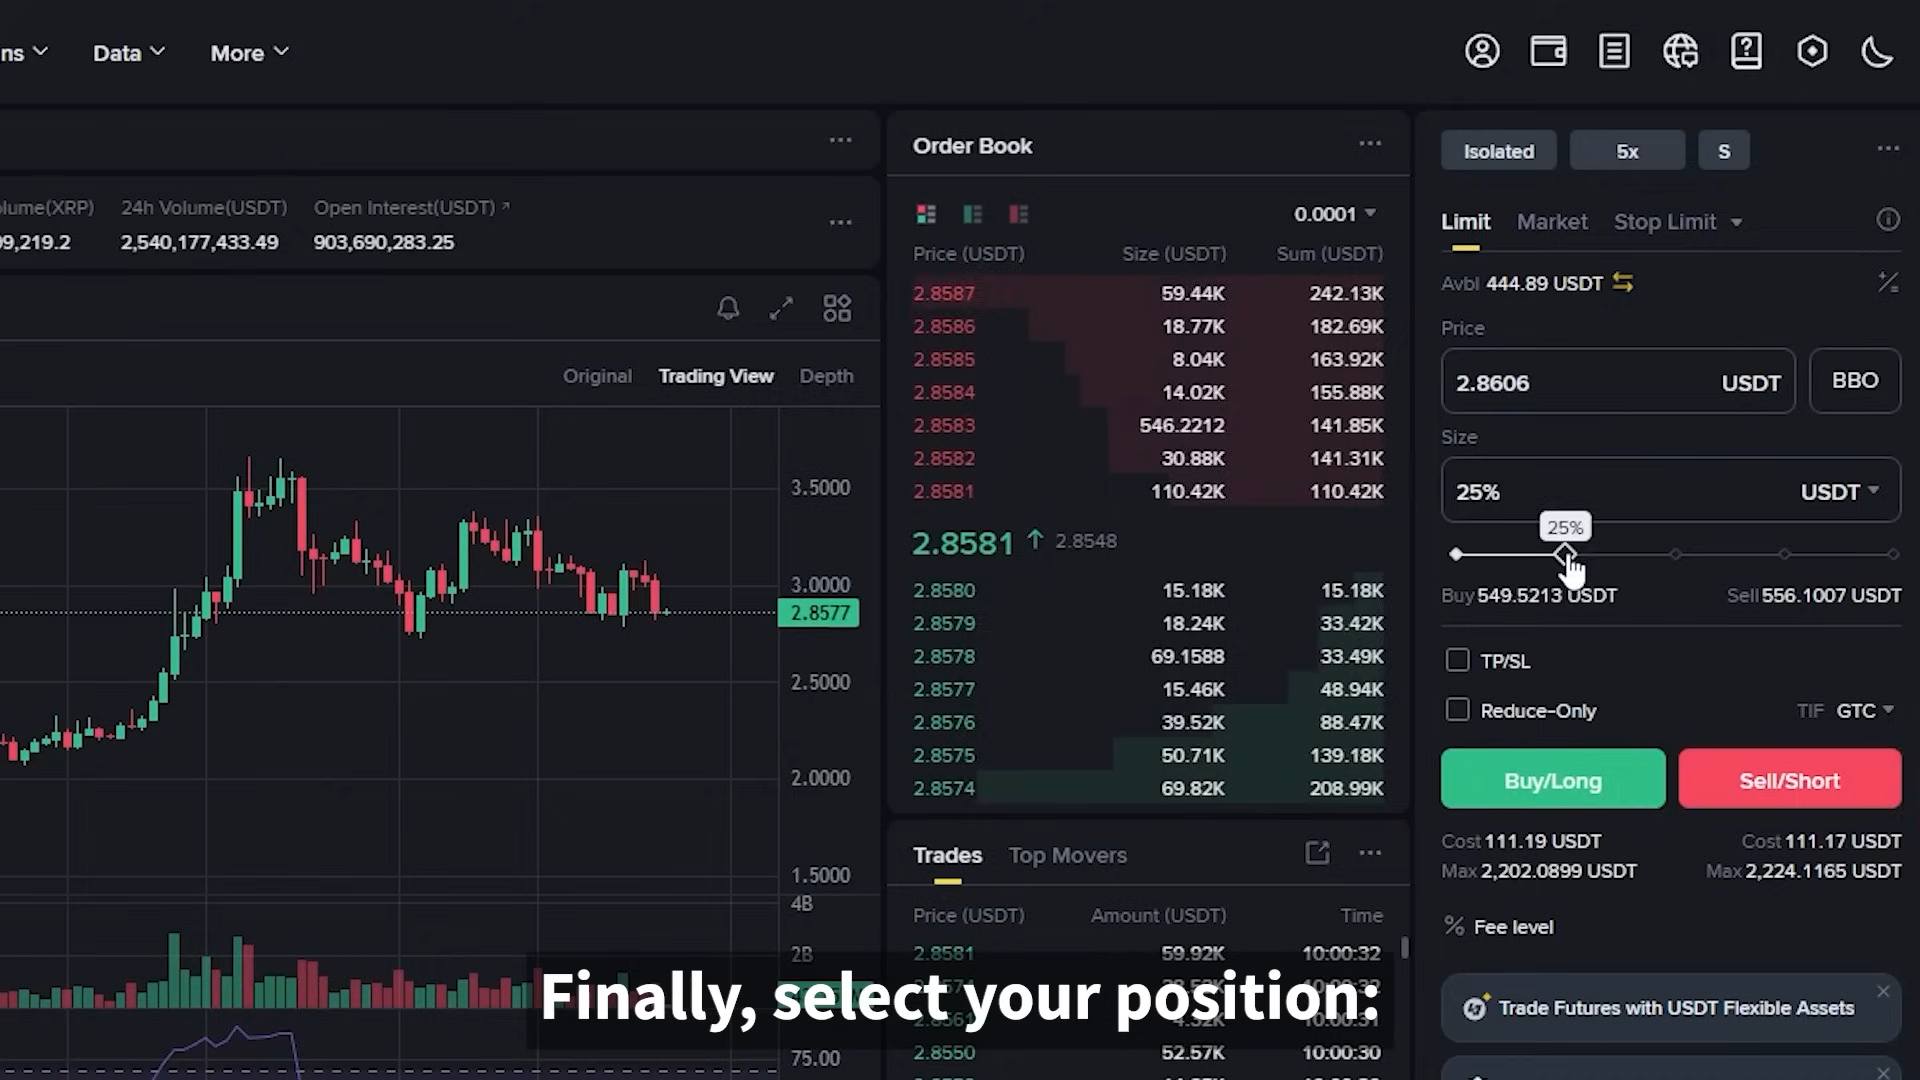 ns Data More
Order Book
Isolated 5x S
lume(XRP) 24h Volume(USDT) Open Interest(USDT)
9,219.2 2,540,177,433.49 903,690,283.25
0.0001
Price (USDT) Size (USDT) Sum (USDT)
2.8587 59.44K 242.13K
2.8586 18.77K 182.69K
2.8585 8.04K 163.92K
2.8584 14.02K 155.88K
2.8583 546.2212 141.85K
2.8582 30.88K 141.31K
2.8581 110.42K 110.42K
2.8581 2.8548
2.8580 15.18K 15.18K
2.8579 18.24K 33.42K
2.8578 69.1588 33.49K
2.8577 15.46K 48.94K
2.8576 39.52K 88.47K
2.8575 50.71K 139.18K
2.8574 69.82K 208.99K
Original Trading View Depth
3.5000
3.0000
2.8577
2.5000
2.0000
1.5000
4B
2B
75.00
Trades Top Movers
Price (USDT) Amount (USDT) Time
2.8581 59.92K 10:00:32
2.8550 52.57K 10:00:30
Limit Market Stop Limit
Avbl 444.89 USDT
Price
2.8606 USDT BBO
Size
25% USDT
25%
Buy 549.5213 USDT Sell 556.1007 USDT
TP/SL
Reduce-Only TIF GTC
Buy/Long Sell/Short
Cost 111.19 USDT Cost 111.17 USDT
Max 2,202.0899 USDT Max 2,224.1165 USDT
% Fee level
Trade Futures with USDT Flexible Assets
Finally, select your position: